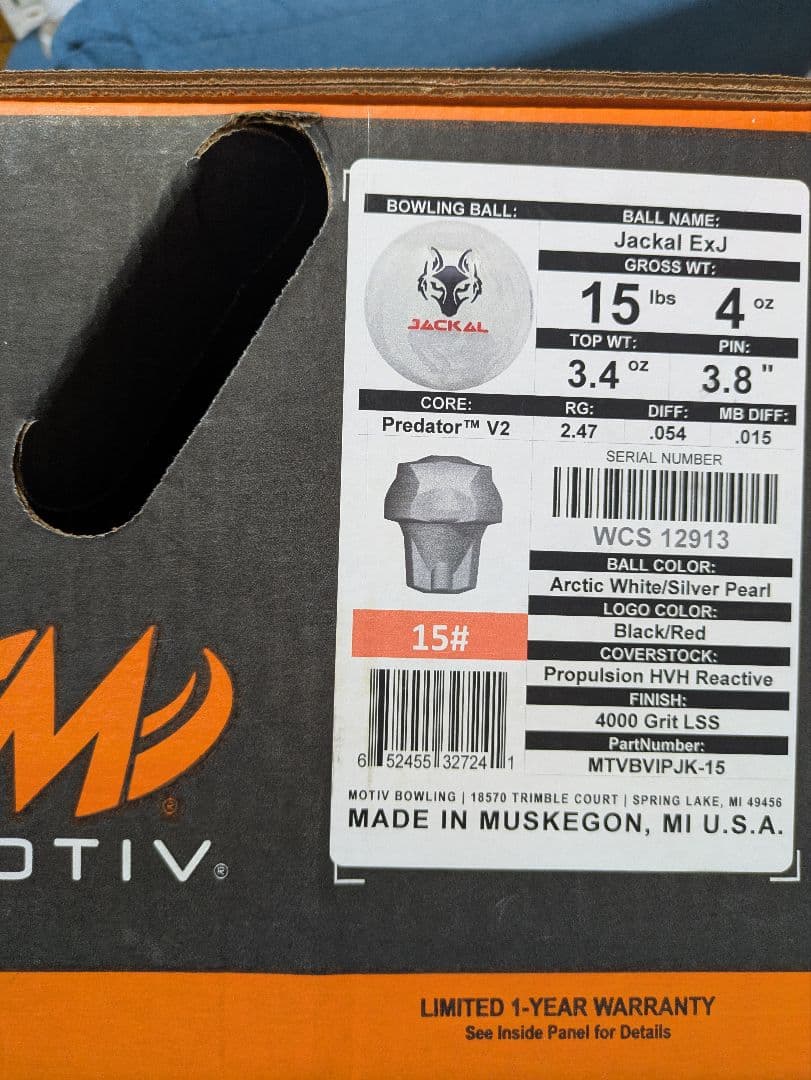 BOWLING BALL:
BALL NAME:
Jackal ExJ
GROSS WT:
15 lbs 4 oz
JACKAL
TOP WT: PIN:
3.4 oz 3.8"
CORE:
Predator™ V2
RG: DIFF: MB DIFF:
2.47 .054 .015
SERIAL NUMBER
WCS 12913
BALL COLOR:
Arctic White/Silver Pearl
LOGO COLOR:
Black/Red
15#
COVERSTOCK:
Propulsion HVH Reactive
FINISH:
4000 Grit LSS
PartNumber:
MTVBVIPJK-15
6 52455 32724 1
MOTIV BOWLING | 18570 TRIMBLE COURT | SPRING LAKE, MI 49456
MADE IN MUSKEGON, MI U.S.A.
OTIV®
LIMITED 1-YEAR WARRANTY
See Inside Panel for Details